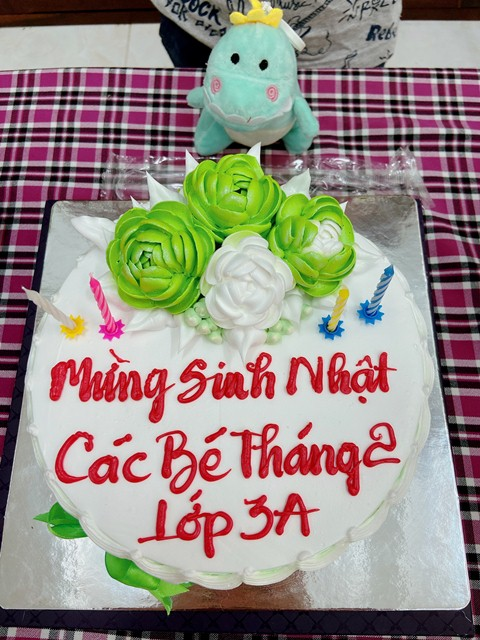 Mừng Sinh Nhật
Các Bé Tháng 2
Lớp 3A